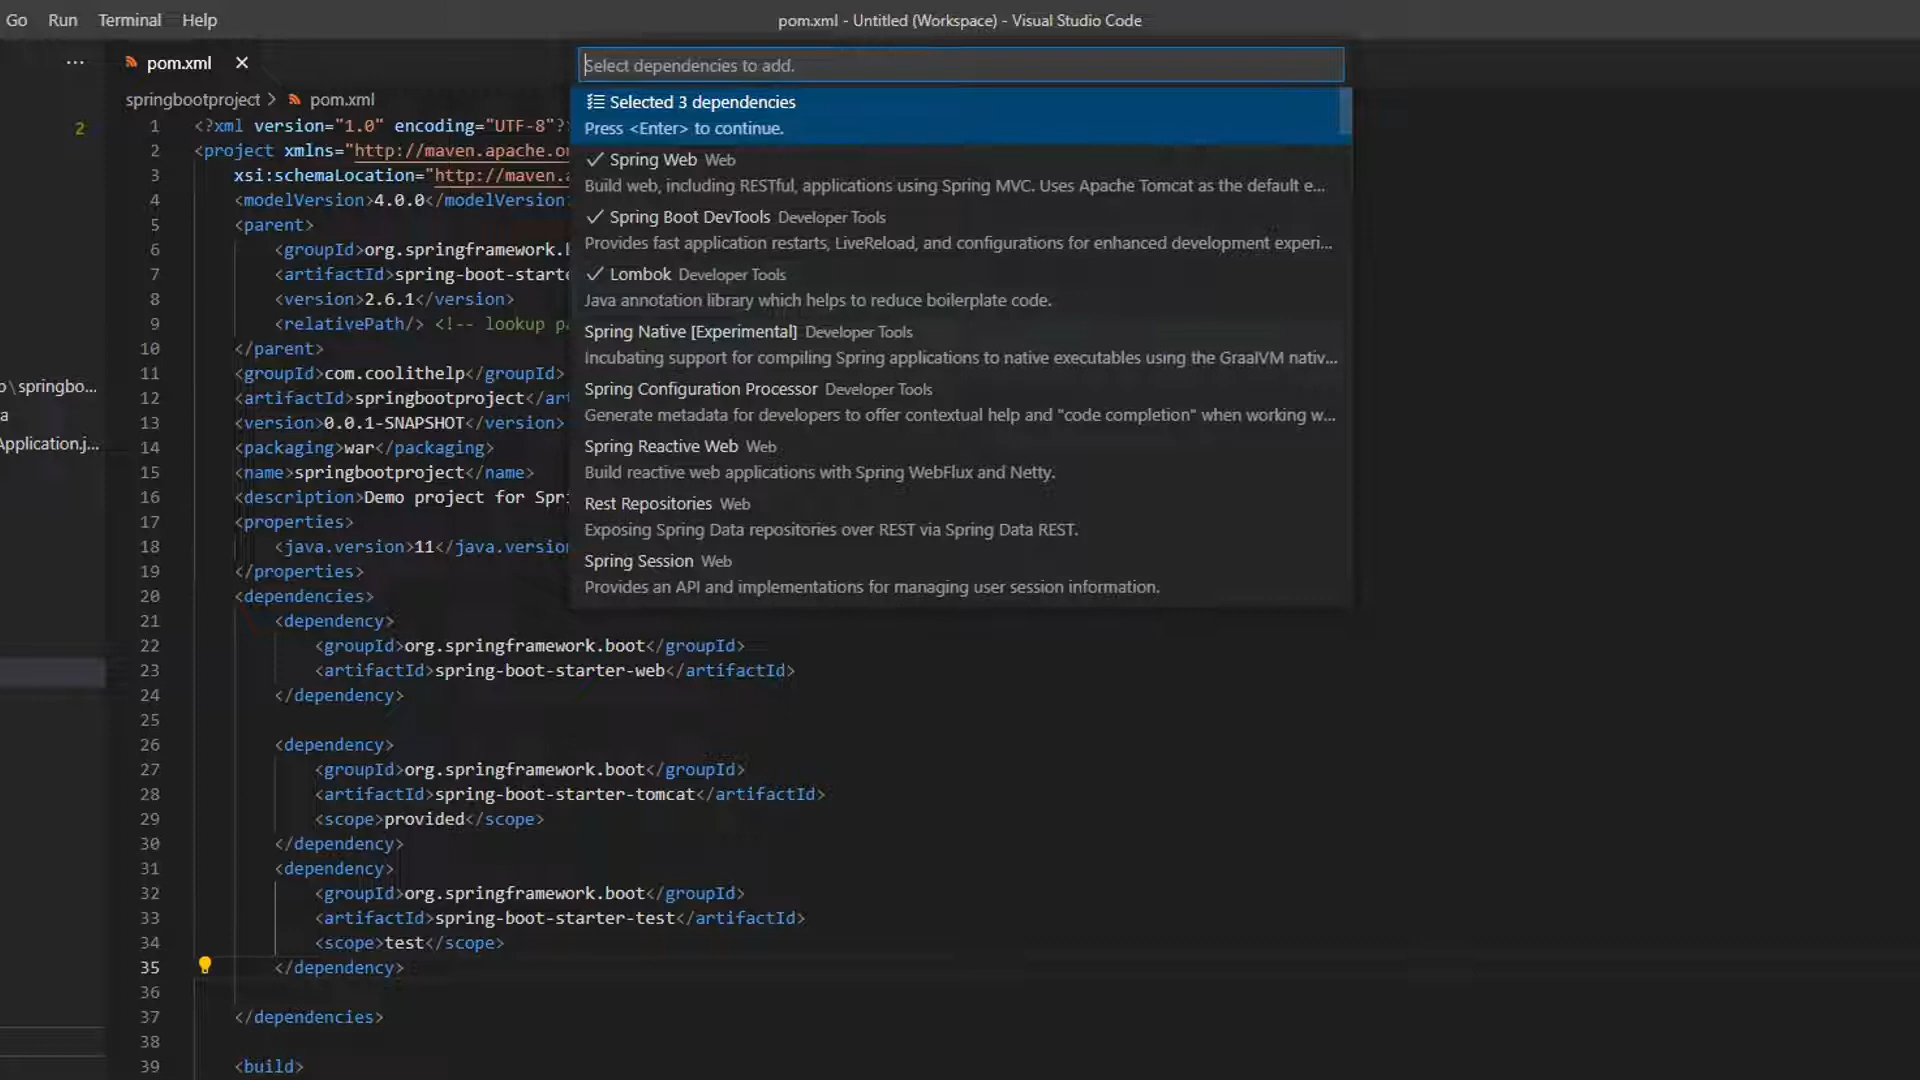 Go Run Terminal Help
pom.xml - Untitled (Workspace) - Visual Studio Code
··· pom.xml
Select dependencies to add.
springbootproject > pom.xml
Selected 3 dependencies
Press <Enter> to continue.
Spring Web Web
Build web, including RESTful, applications using Spring MVC. Uses Apache Tomcat as the default e...
Spring Boot DevTools Developer Tools
Provides fast application restarts, LiveReload, and configurations for enhanced development experi...
Lombok Developer Tools
Java annotation library which helps to reduce boilerplate code.
Spring Native [Experimental] Developer Tools
Incubating support for compiling Spring applications to native executables using the GraalVM nativ...
Spring Configuration Processor Developer Tools
Generate metadata for developers to offer contextual help and "code completion" when working w...
Spring Reactive Web Web
Build reactive web applications with Spring WebFlux and Netty.
Rest Repositories Web
Exposing Spring Data repositories over REST via Spring Data REST.
Spring Session Web
Provides an API and implementations for managing user session information.
2
\springbo...
a
Application.j...
1 <?xml version="1.0" encoding="UTF-8"?
2 <project xmlns="http://maven.apache.o
3 xsi:schemaLocation="http://maven.
4 <modelVersion>4.0.0</modelVersion
5 <parent>
6 <groupId>org.springframework.
7 <artifactId>spring-boot-starte
8 <version>2.6.1</version>
9 <relativePath/> <!-- lookup pa
10 </parent>
11 <groupId>com.coolithelp</groupId>
12 <artifactId>springbootproject</art
13 <version>0.0.1-SNAPSHOT</version>
14 <packaging>war</packaging>
15 <name>springbootproject</name>
16 <description>Demo project for Spri
17 <properties>
18 <java.version>11</java.version
19 </properties>
20 <dependencies>
21 <dependency>
22 <groupId>org.springframework.boot</groupId>
23 <artifactId>spring-boot-starter-web</artifactId>
24 </dependency>
25
26 <dependency>
27 <groupId>org.springframework.boot</groupId>
28 <artifactId>spring-boot-starter-tomcat</artifactId>
29 <scope>provided</scope>
30 </dependency>
31 <dependency>
32 <groupId>org.springframework.boot</groupId>
33 <artifactId>spring-boot-starter-test</artifactId>
34 <scope>test</scope>
35 </dependency>
36
37 </dependencies>
38
39 <build>